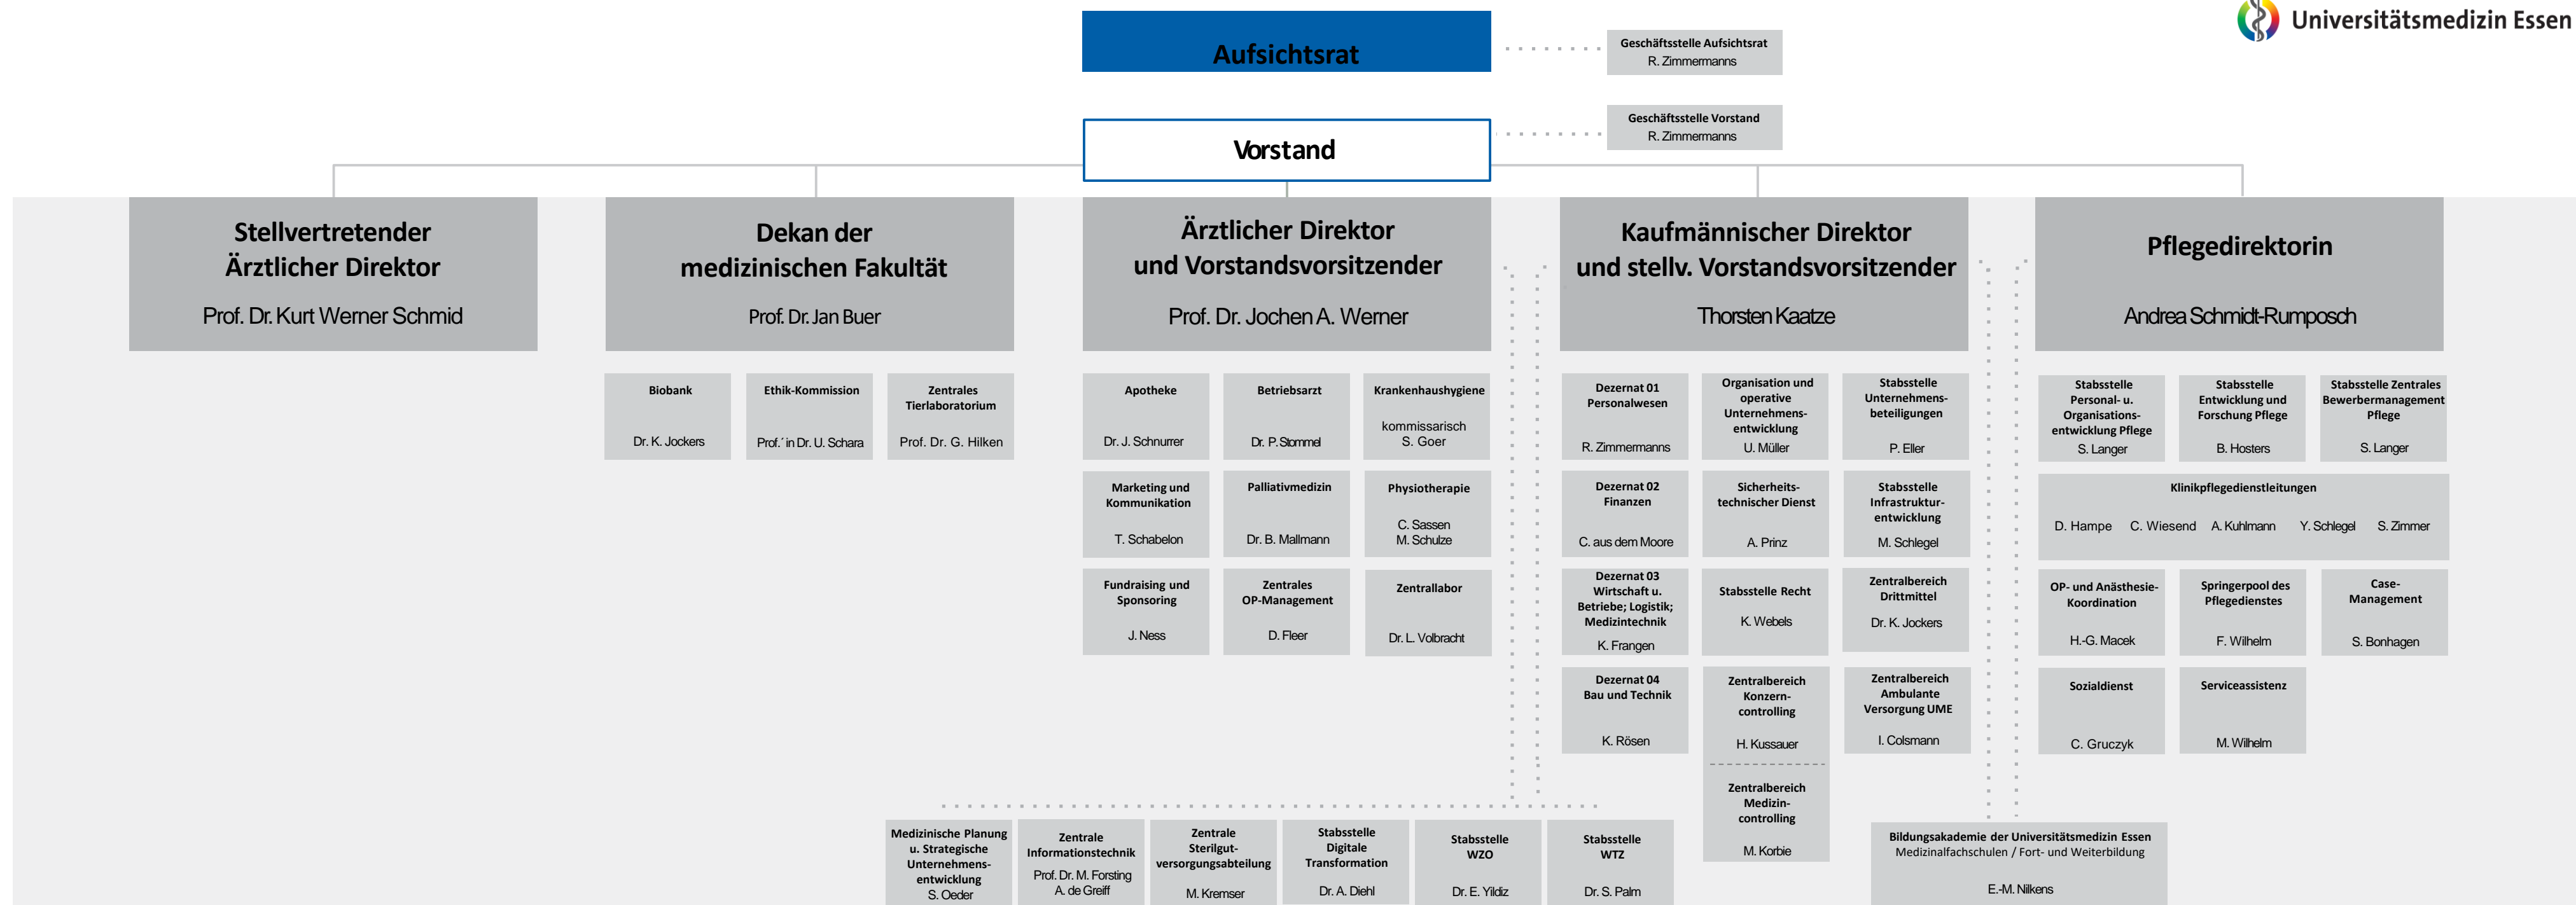 Universitätsmedizin Essen
Aufsichtsrat
Geschäftsstelle Aufsichtsrat
R. Zimmermanns
Vorstand
Geschäftsstelle Vorstand
R. Zimmermanns
Stellvertretender
Ärztlicher Direktor
Prof. Dr. Kurt Werner Schmid
Dekan der
medizinischen Fakultät
Prof. Dr. Jan Buer
Ärztlicher Direktor
und Vorstandsvorsitzender
Prof. Dr. Jochen A. Werner
Kaufmännischer Direktor
und stellv. Vorstandsvorsitzender
Thorsten Kaatze
Pflegedirektorin
Andrea Schmidt-Rumposch
Biobank
Dr. K. Jockers
Ethik-Kommission
Prof.´ in Dr. U. Schara
Zentrales
Tierlaboratorium
Prof. Dr. G. Hilken
Apotheke
Dr. J. Schnurrer
Betriebsarzt
Dr. P. Stommel
Krankenhaushygiene
kommissarisch
S. Goer
Marketing und
Kommunikation
T. Schabelon
Palliativmedizin
Dr. B. Mallmann
Physiotherapie
C. Sassen
M. Schulze
Fundraising und
Sponsoring
J. Ness
Zentrales
OP-Management
D. Fleer
Zentrallabor
Dr. L. Volbracht
Dezernat 01
Personalwesen
R. Zimmermanns
Organisation und
operative
Unternehmens-
entwicklung
U. Müller
Stabsstelle
Unternehmens-
beteiligungen
P. Eller
Dezernat 02
Finanzen
C. aus dem Moore
Sicherheits-
technischer Dienst
A. Prinz
Stabsstelle
Infrastruktur-
entwicklung
M. Schlegel
Dezernat 03
Wirtschaft u.
Betriebe; Logistik;
Medizintechnik
K. Frangen
Stabsstelle Recht
K. Webels
Zentralbereich
Drittmittel
Dr. K. Jockers
Dezernat 04
Bau und Technik
K. Rösen
Zentralbereich
Konzern-
controlling
H. Kussauer
Zentralbereich
Medizin-
controlling
M. Korbie
Zentralbereich
Ambulante
Versorgung UME
I. Colsmann
Stabsstelle
Personal- u.
Organisations-
entwicklung Pflege
S. Langer
Stabsstelle
Entwicklung und
Forschung Pflege
B. Hosters
Stabsstelle Zentrales
Bewerbermanagement
Pflege
S. Langer
Klinikpflegedienstleitungen
D. Hampe C. Wiesend A. Kuhlmann Y. Schlegel S. Zimmer
OP- und Anästhesie-
Koordination
H.-G. Macek
Springerpool des
Pflegedienstes
F. Wilhelm
Case-
Management
S. Bonhagen
Sozialdienst
C. Gruczyk
Serviceassistenz
M. Wilhelm
Medizinische Planung
u. Strategische
Unternehmens-
entwicklung
S. Oeder
Zentrale
Informationstechnik
Prof. Dr. M. Forsting
A. de Greiff
Zentrale
Sterilgut-
versorgungsabteilung
M. Kremser
Stabsstelle
Digitale
Transformation
Dr. A. Diehl
Stabsstelle
WZO
Dr. E. Yildiz
Stabsstelle
WTZ
Dr. S. Palm
Bildungsakademie der Universitätsmedizin Essen
Medizinalfachschulen / Fort- und Weiterbildung
E.-M. Nilkens